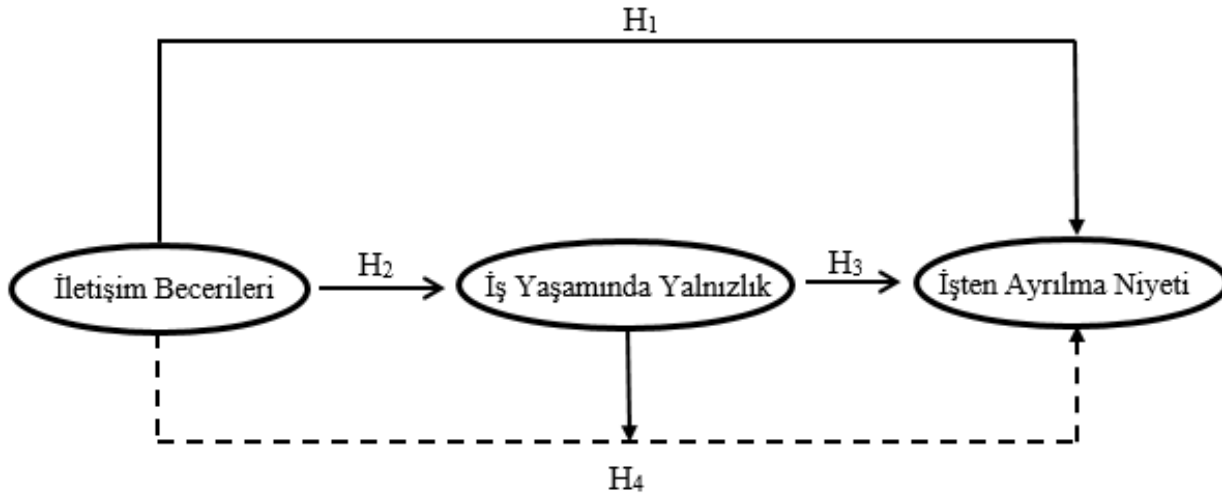 H₁
İletişim Becerileri
H₂
İş Yaşamında Yalnızlık
H₃
İşten Ayrılma Niyeti
H₄